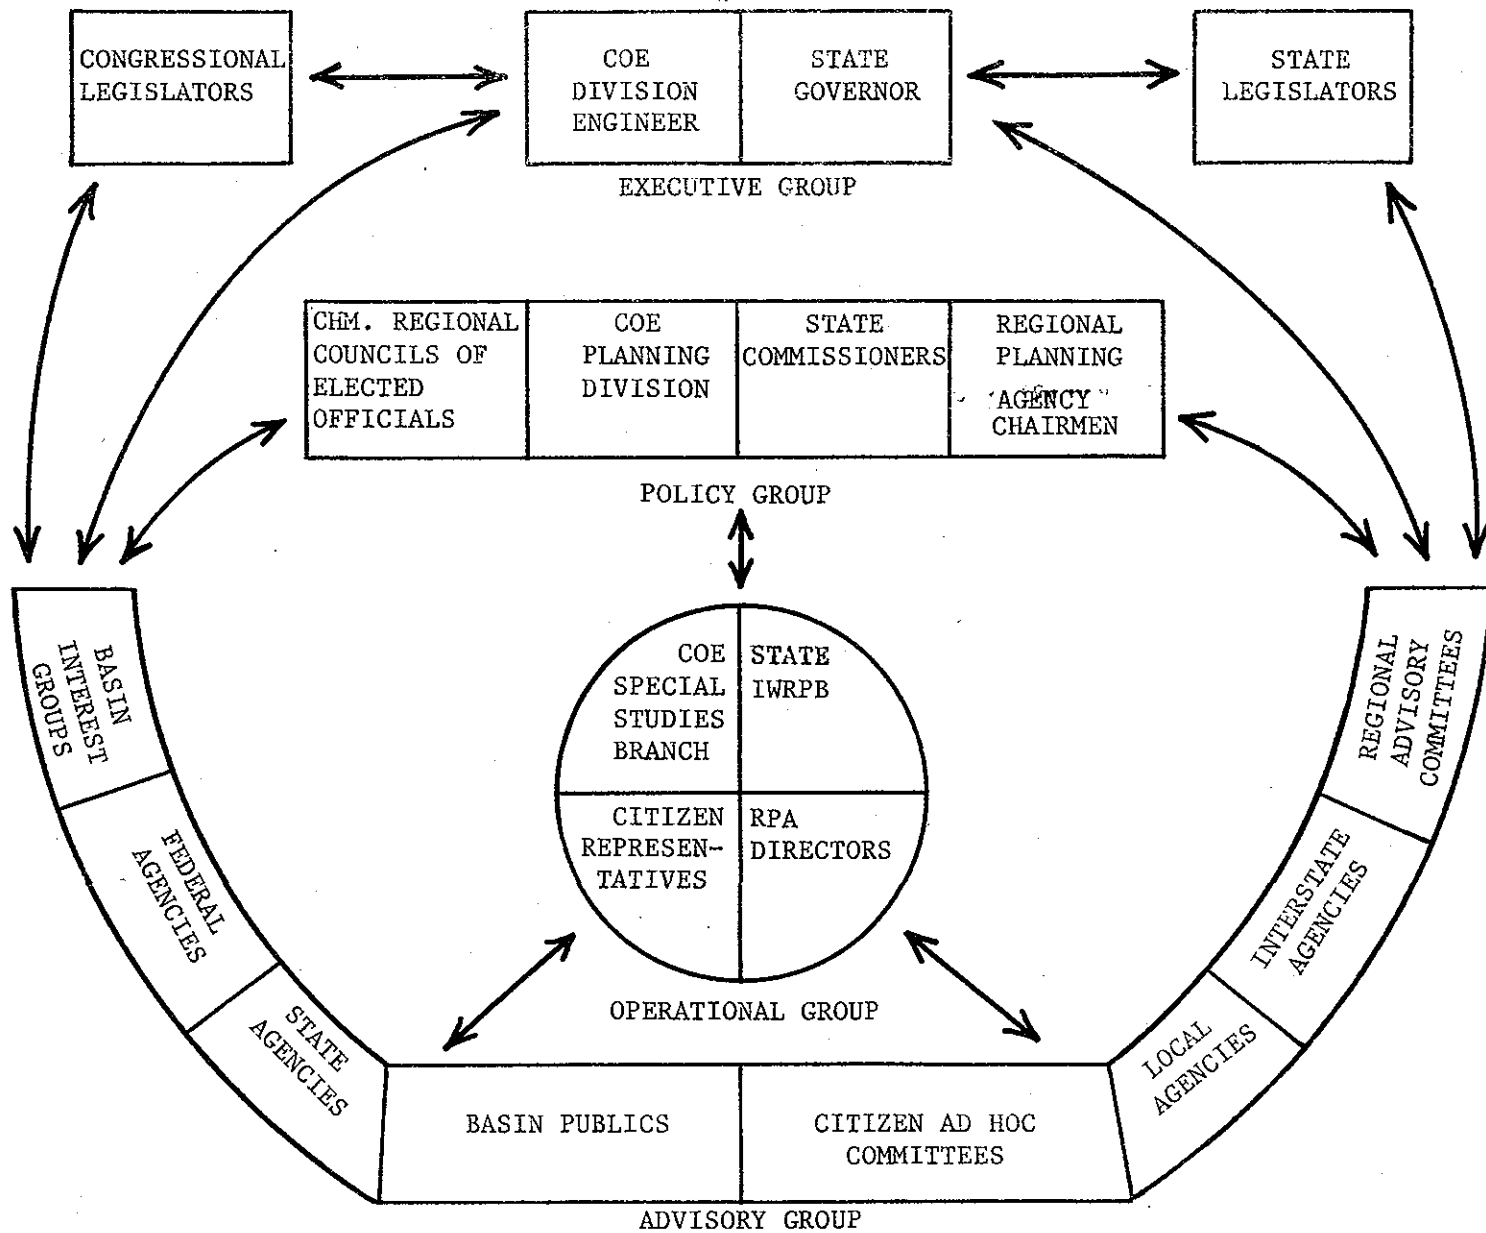 CONGRESSIONAL
LEGISLATORS
COE
DIVISION
ENGINEER
STATE
GOVERNOR
STATE
LEGISLATORS
EXECUTIVE GROUP
CHM. REGIONAL
COUNCILS OF
ELECTED
OFFICIALS
COE
PLANNING
DIVISION
STATE
COMMISSIONERS
REGIONAL
PLANNING
AGENCY
CHAIRMEN
POLICY GROUP
COE
SPECIAL
STUDIES
BRANCH
STATE
IWRPB
CITIZEN
REPRESEN-
TATIVES
RPA
DIRECTORS
OPERATIONAL GROUP
BASIN
INTEREST
GROUPS
FEDERAL
AGENCIES
STATE
AGENCIES
BASIN PUBLICS
CITIZEN AD HOC
COMMITTEES
LOCAL
AGENCIES
INTERSTATE
AGENCIES
REGIONAL
ADVISORY
COMMITTEES
ADVISORY GROUP